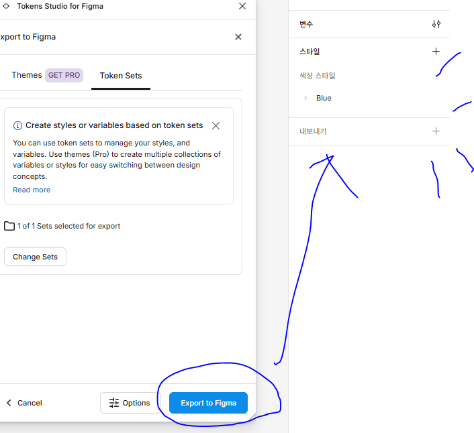 Tokens Studio for Figma
xport to Figma
Themes GET PRO Token Sets
Create styles or variables based on token sets
You can use token sets to manage your styles, and
variables. Use themes (Pro) to create multiple collections of
variables or styles for easy switching between design
concepts.
Read more
1 of 1 Sets selected for export
Change Sets
Cancel
Options
Export to Figma
변수
스타일
색상 스타일
Blue
내보내기